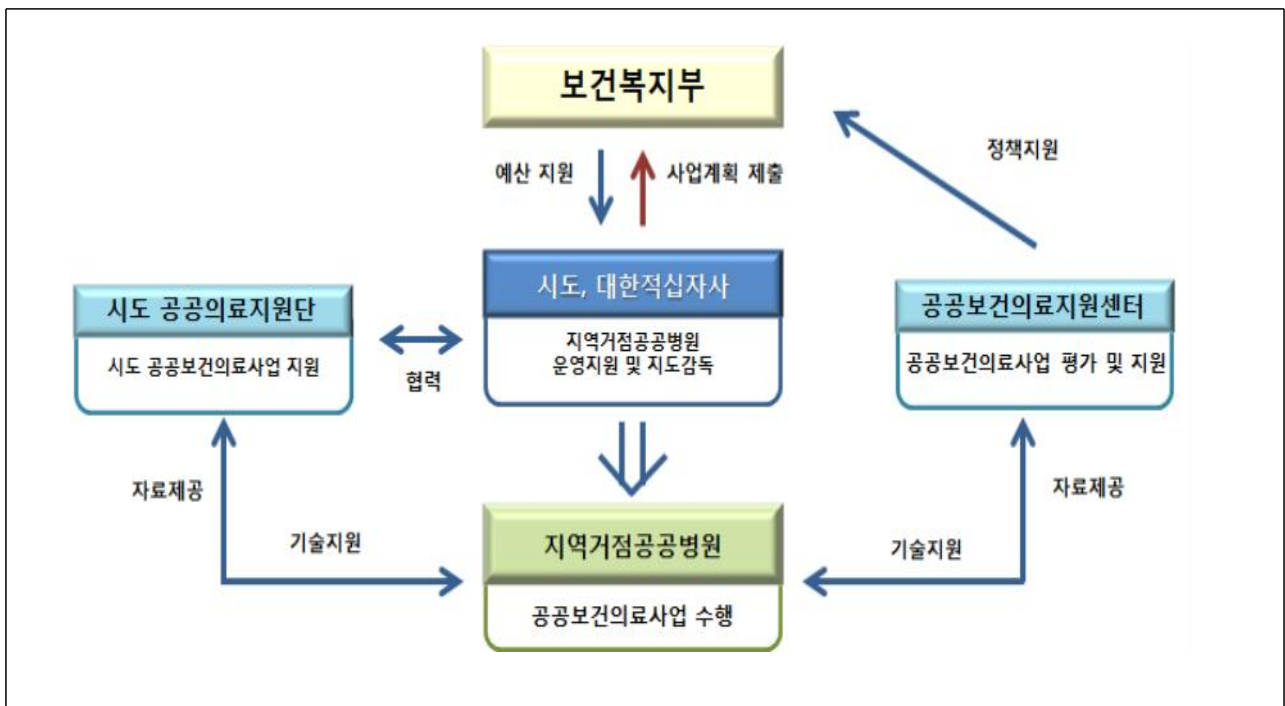 보건복지부
정책지원
예산 지원
사업계획 제출
시도, 대한적십자사
지역거점공공병원
운영지원 및 지도감독
시도 공공의료지원단
시도 공공보건의료사업 지원
협력
공공보건의료지원센터
공공보건의료사업 평가 및 지원
자료제공
기술지원
지역거점공공병원
공공보건의료사업 수행
자료제공
기술지원